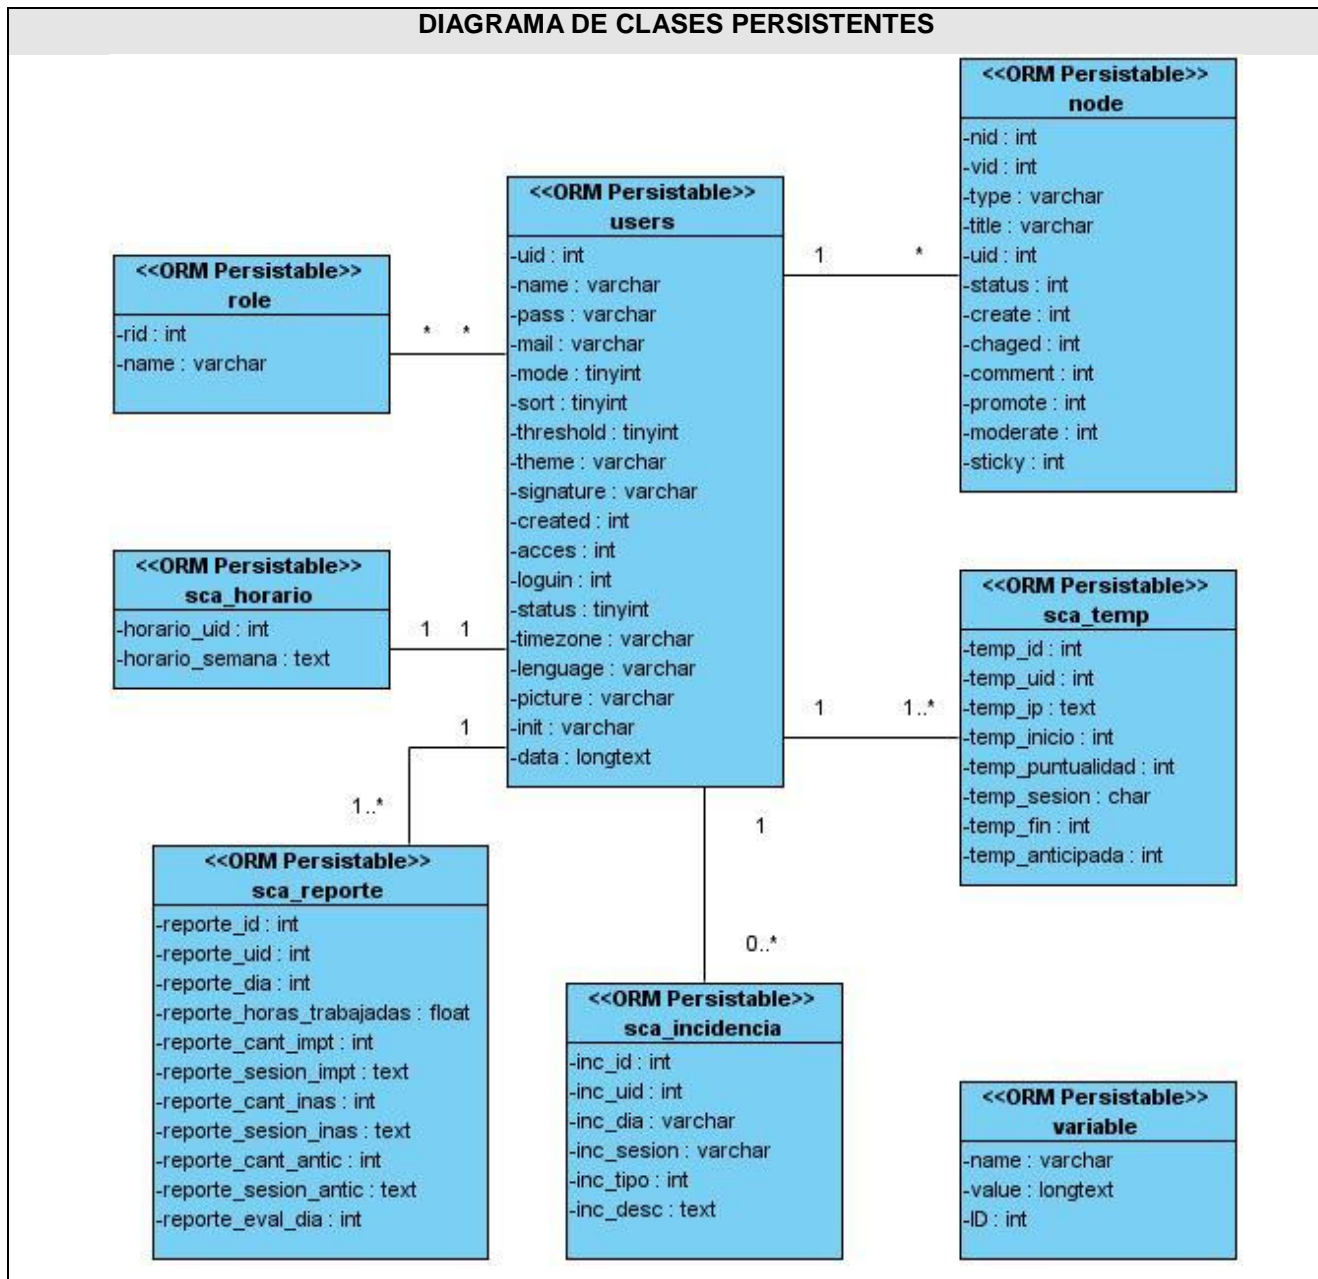 DIAGRAMA DE CLASES PERSISTENTES
<<ORM Persistable>>
node
-nid : int
-vid : int
-type : varchar
-title : varchar
-uid : int
-status : int
-create : int
-chaged : int
-comment : int
-promote : int
-moderate : int
-sticky : int
<<ORM Persistable>>
users
-uid : int
-name : varchar
-pass : varchar
-mail : varchar
-mode : tinyint
-sort : tinyint
-threshold : tinyint
-theme : varchar
-signature : varchar
-created : int
-acces : int
-loguin : int
-status : tinyint
-timezone : varchar
-lenguage : varchar
-picture : varchar
-init : varchar
-data : longtext
1 *
<<ORM Persistable>>
role
-rid : int
-name : varchar
* *
<<ORM Persistable>>
sca_horario
-horario_uid : int
-horario_semana : text
1 1
<<ORM Persistable>>
sca_temp
-temp_id : int
-temp_uid : int
-temp_ip : text
-temp_inicio : int
-temp_puntualidad : int
-temp_sesion : char
-temp_fin : int
-temp_anticipada : int
1 1..*
1
1..*
<<ORM Persistable>>
sca_reporte
-reporte_id : int
-reporte_uid : int
-reporte_dia : int
-reporte_horas_trabajadas : float
-reporte_cant_impt : int
-reporte_sesion_impt : text
-reporte_cant_inas : int
-reporte_sesion_inas : text
-reporte_cant_antic : int
-reporte_sesion_antic : text
-reporte_eval_dia : int
1
0..*
<<ORM Persistable>>
sca_incidencia
-inc_id : int
-inc_uid : int
-inc_dia : varchar
-inc_sesion : varchar
-inc_tipo : int
-inc_desc : text
<<ORM Persistable>>
variable
-name : varchar
-value : longtext
-ID : int